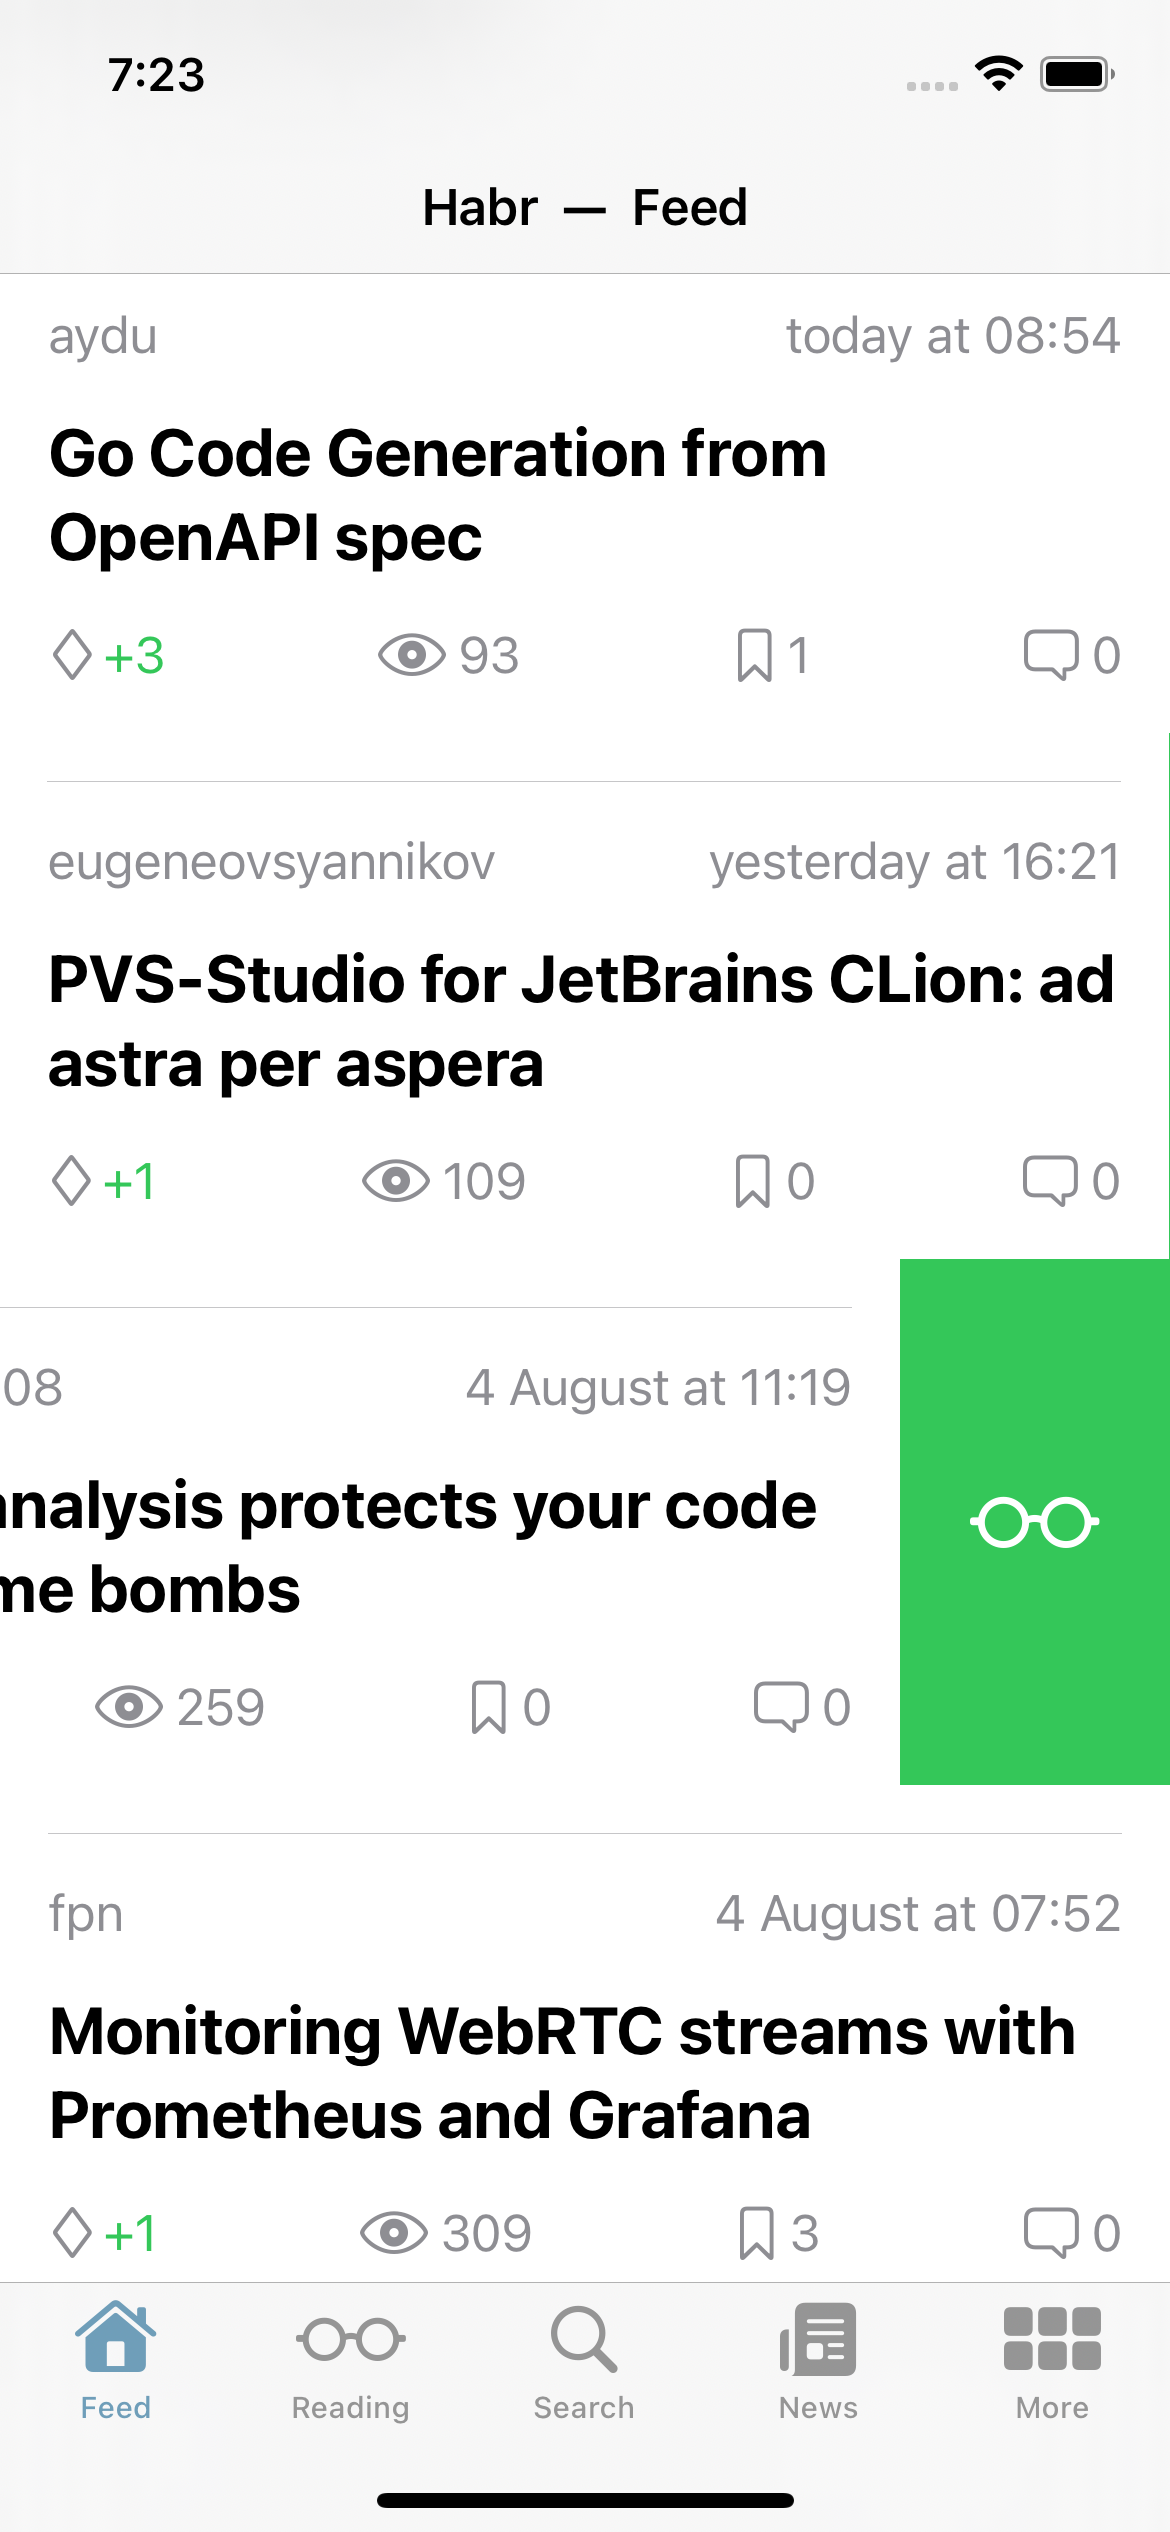 7:23
Habr — Feed
aydu today at 08:54
Go Code Generation from
OpenAPI spec
+3 93 1 0
eugeneovsyannikov yesterday at 16:21
PVS-Studio for JetBrains CLion: ad
astra per aspera
+1 109 0 0
08 4 August at 11:19
nalysis protects your code
me bombs
259 0 0
fpn 4 August at 07:52
Monitoring WebRTC streams with
Prometheus and Grafana
+1 309 3 0
Feed Reading Search News More